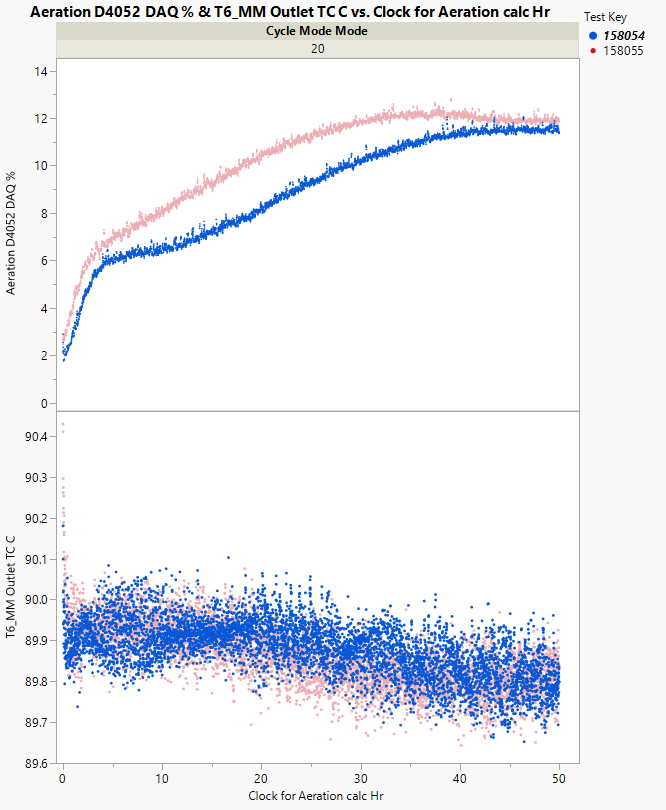 Aeration D4052 DAQ % & T6_MM Outlet TC C vs. Clock for Aeration calc Hr
Test Key
158054
158055
Cycle Mode Mode
20
Aeration D4052 DAQ %
14
12
10
8
6
4
2
0
T6_MM Outlet TC C
90.4
90.3
90.2
90.1
90.0
89.9
89.8
89.7
89.6
0 10 20 30 40 50
Clock for Aeration calc Hr